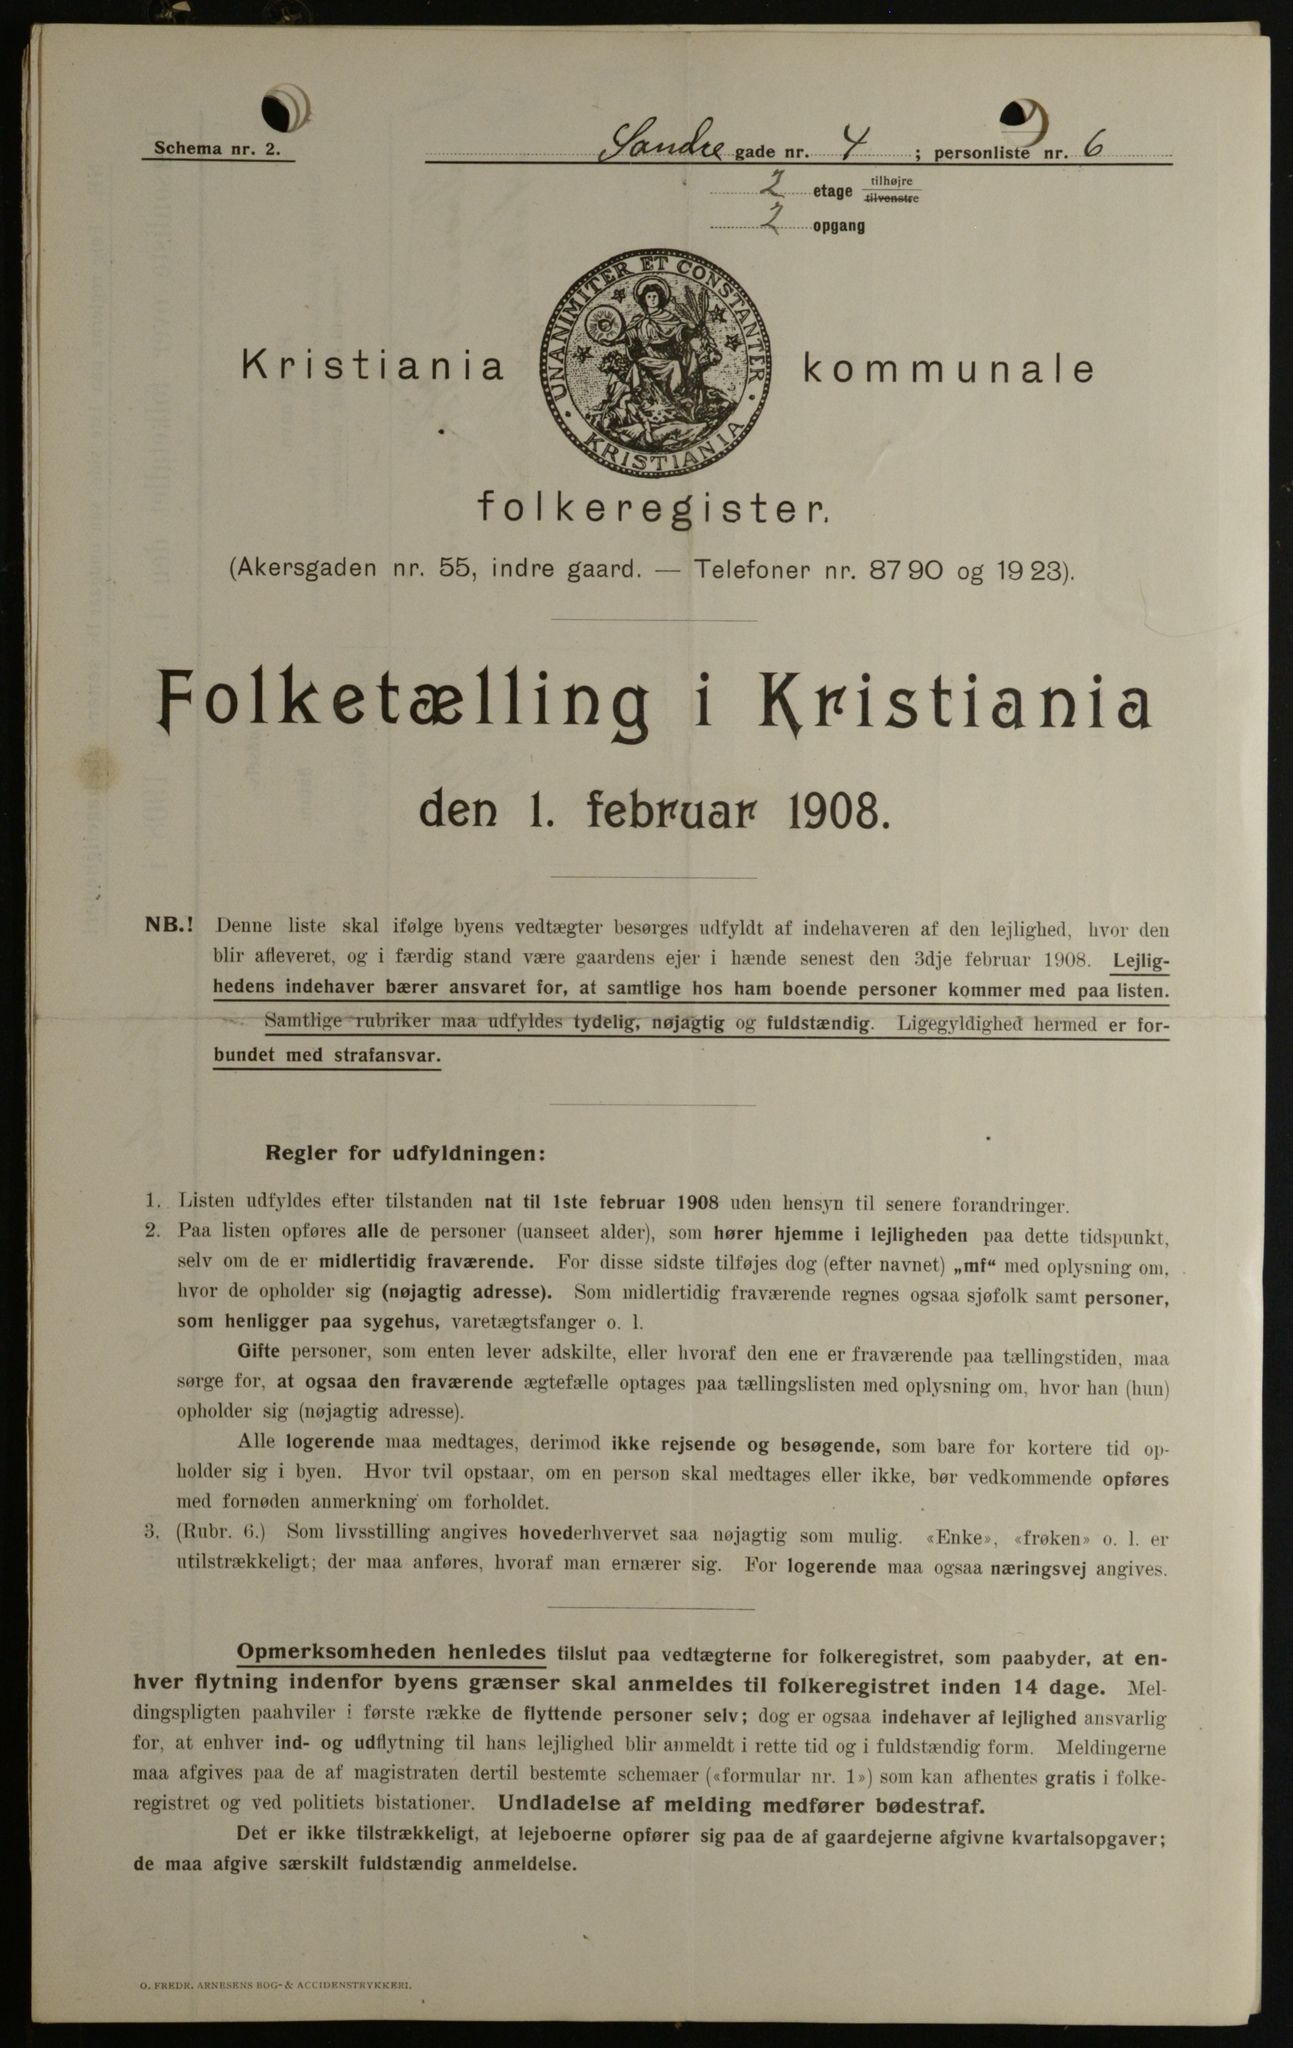 Schema nr. 2.
Søndre gade nr. 4 ; personliste nr. 6
2 etage tilhøjre
tilvenstre
2 opgang
UNANIMITER ET CONSTANTER
KRISTIANIA
Kristiania kommunale
folkeregister.
(Akersgaden nr. 55, indre gaard. — Telefoner nr. 87 90 og 19 23).
Folketælling i Kristiania
den 1. februar 1908.
NB.! Denne liste skal ifølge byens vedtægter besørges udfyldt af indehaveren af den lejlighed, hvor den
blir afleveret, og i færdig stand være gaardens ejer i hænde senest den 3dje februar 1908. Lejlig-
hedens indehaver bærer ansvaret for, at samtlige hos ham boende personer kommer med paa listen.
Samtlige rubriker maa udfyldes tydelig, nøjagtig og fuldstændig. Ligegyldighed hermed er for-
bundet med strafansvar.
Regler for udfyldningen:
1. Listen udfyldes efter tilstanden nat til 1ste februar 1908 uden hensyn til senere forandringer.
2. Paa listen opføres alle de personer (uanseet alder), som hører hjemme i lejligheden paa dette tidspunkt,
selv om de er midlertidig fraværende. For disse sidste tilføjes dog (efter navnet) „mf“ med oplysning om,
hvor de opholder sig (nøjagtig adresse). Som midlertidig fraværende regnes ogsaa sjøfolk samt personer,
som henligger paa sygehus, varetægtsfanger o. l.
Gifte personer, som enten lever adskilte, eller hvoraf den ene er fraværende paa tællingstiden, maa
sørge for, at ogsaa den fraværende ægtefælle optages paa tællingslisten med oplysning om, hvor han (hun)
opholder sig (nøjagtig adresse).
Alle logerende maa medtages, derimod ikke rejsende og besøgende, som bare for kortere tid op-
holder sig i byen. Hvor tvil opstaar, om en person skal medtages eller ikke, bør vedkommende opføres
med fornøden anmerkning om forholdet.
3. (Rubr. 6.) Som livsstilling angives hovederhvervet saa nøjagtig som mulig. «Enke», «frøken» o. l. er
utilstrækkeligt; der maa anføres, hvoraf man ernærer sig. For logerende maa ogsaa næringsvej angives.
Opmerksomheden henledes tilslut paa vedtægterne for folkeregistret, som paabyder, at en-
hver flytning indenfor byens grænser skal anmeldes til folkeregistret inden 14 dage. Mel-
dingspligten paahviler i første række de flyttende personer selv; dog er ogsaa indehaver af lejlighed ansvarlig
for, at enhver ind- og udflytning til hans lejlighed blir anmeldt i rette tid og i fuldstændig form. Meldingerne
maa afgives paa de af magistraten dertil bestemte schemaer («formular nr. 1») som kan afhentes gratis i folke-
registret og ved politiets bistationer. Undladelse af melding medfører bødestraf.
Det er ikke tilstrækkeligt, at lejeboerne opfører sig paa de af gaardejerne afgivne kvartalsopgaver;
de maa afgive særskilt fuldstændig anmeldelse.
O. FREDR. ARNESENS BOG- & ACCIDENSTRYKKERI.